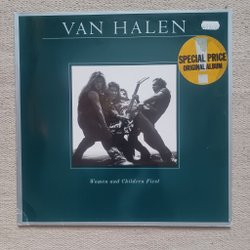 VAN HALEN
SPECIAL PRICE
ORIGINAL ALBUM
Women and Children First